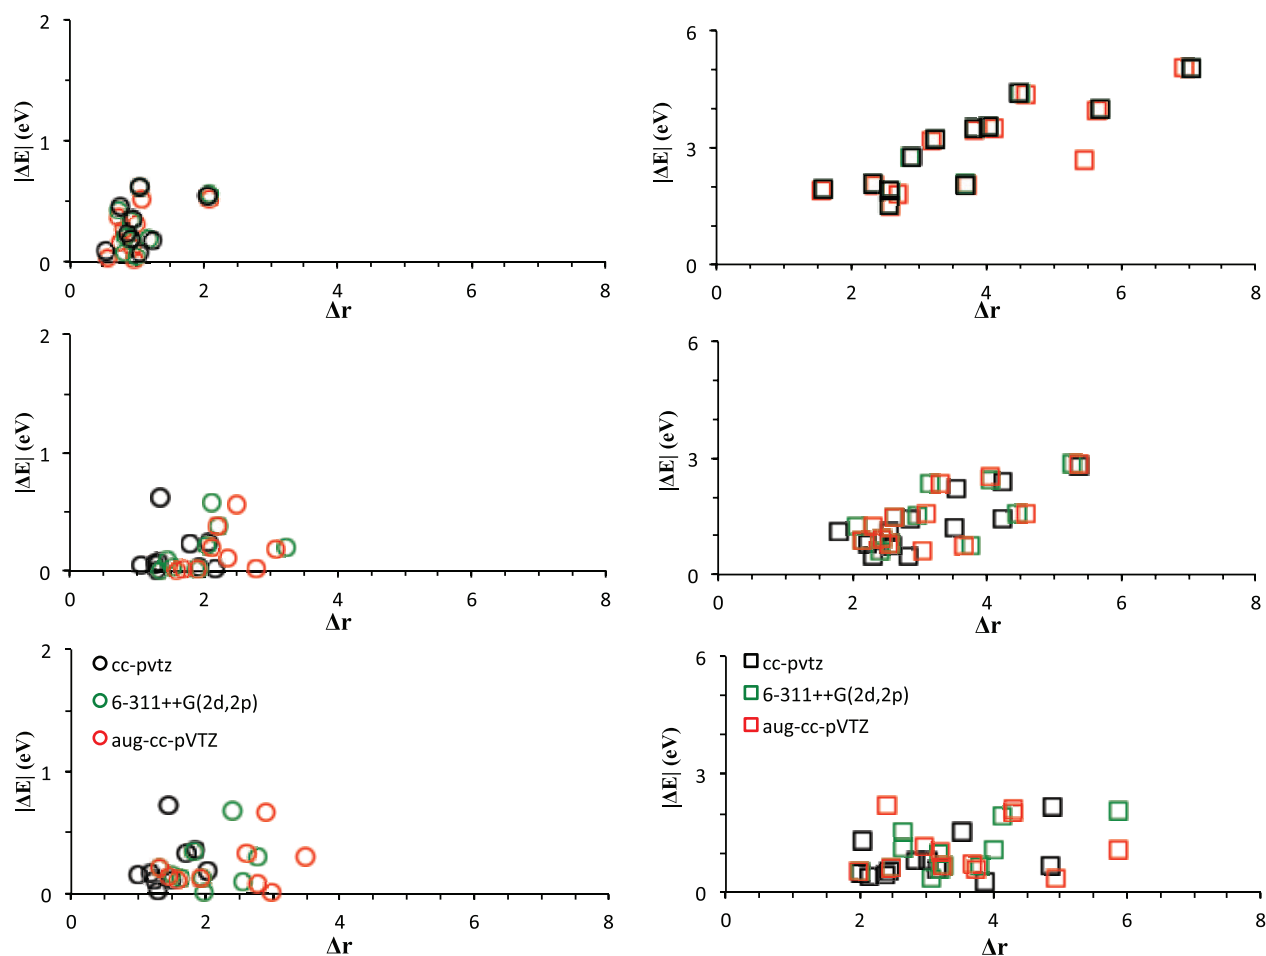 2
1
0
|ΔE| (eV)
0 2 4 6 8
Δr
6
3
0
|ΔE| (eV)
0 2 4 6 8
Δr
2
1
0
|ΔE| (eV)
0 2 4 6 8
Δr
6
3
0
|ΔE| (eV)
0 2 4 6 8
Δr
2
1
0
|ΔE| (eV)
cc-pvtz
6-311++G(2d,2p)
aug-cc-pVTZ
0 2 4 6 8
Δr
6
3
0
|ΔE| (eV)
cc-pvtz
6-311++G(2d,2p)
aug-cc-pVTZ
0 2 4 6 8
Δr